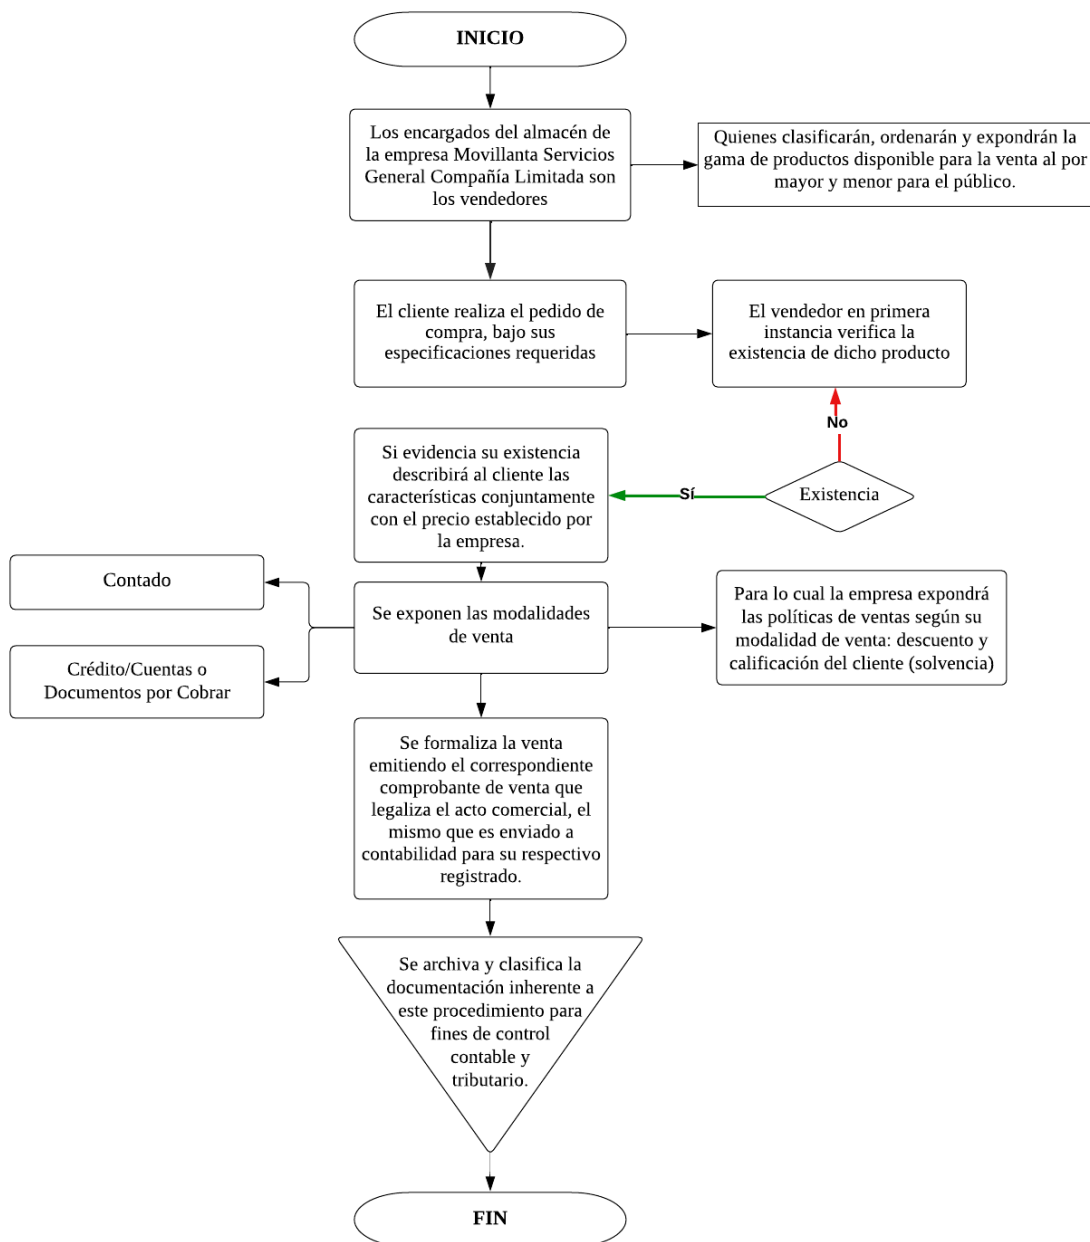 INICIO
Los encargados del almacén de
la empresa Movillanta Servicios
General Compañía Limitada son
los vendedores
Quienes clasificarán, ordenarán y expondrán la
gama de productos disponible para la venta al por
mayor y menor para el público.
El cliente realiza el pedido de
compra, bajo sus
especificaciones requeridas
El vendedor en primera
instancia verifica la
existencia de dicho producto
No
Existencia
Sí
Si evidencia su existencia
describirá al cliente las
características conjuntamente
con el precio establecido por
la empresa.
Se exponen las modalidades
de venta
Contado
Crédito/Cuentas o
Documentos por Cobrar
Para lo cual la empresa expondrá
las políticas de ventas según su
modalidad de venta: descuento y
calificación del cliente (solvencia)
Se formaliza la venta
emitiendo el correspondiente
comprobante de venta que
legaliza el acto comercial, el
mismo que es enviado a
contabilidad para su respectivo
registrado.
Se archiva y clasifica la
documentación inherente a
este procedimiento para
fines de control
contable y
tributario.
FIN